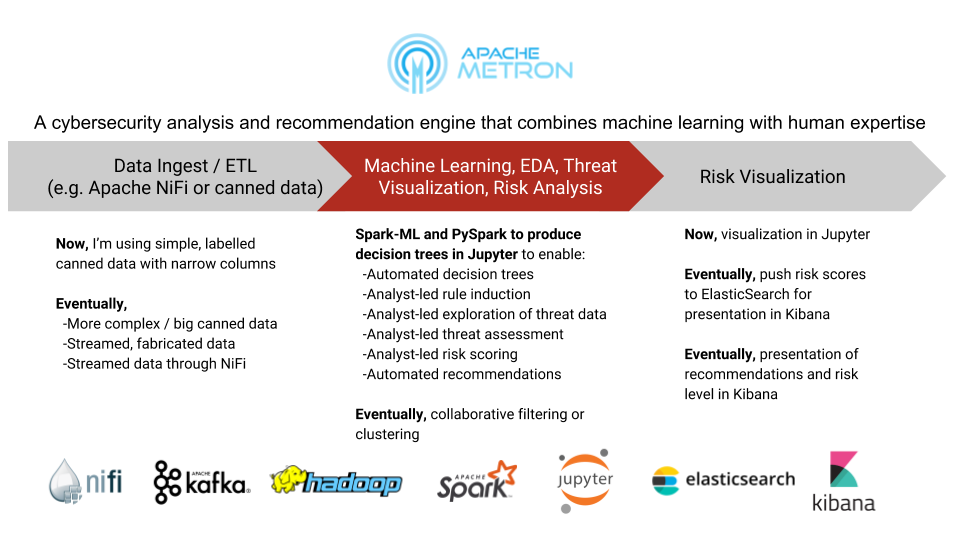 APACHE
METRON
A cybersecurity analysis and recommendation engine that combines machine learning with human expertise
Data Ingest / ETL
(e.g. Apache NiFi or canned data)
Machine Learning, EDA, Threat
Visualization, Risk Analysis
Risk Visualization
Now, I'm using simple, labelled
canned data with narrow columns
Eventually,
-More complex / big canned data
-Streamed, fabricated data
-Streamed data through NiFi
Spark-ML and PySpark to produce
decision trees in Jupyter to enable:
-Automated decision trees
-Analyst-led rule induction
-Analyst-led exploration of threat data
-Analyst-led threat assessment
-Analyst-led risk scoring
-Automated recommendations
Eventually, collaborative filtering or
clustering
Now, visualization in Jupyter
Eventually, push risk scores
to ElasticSearch for
presentation in Kibana
Eventually, presentation of
recommendations and risk
level in Kibana
nifi
APACHE
kafka
hadoop
APACHE
Spark
jupyter
elasticsearch
kibana